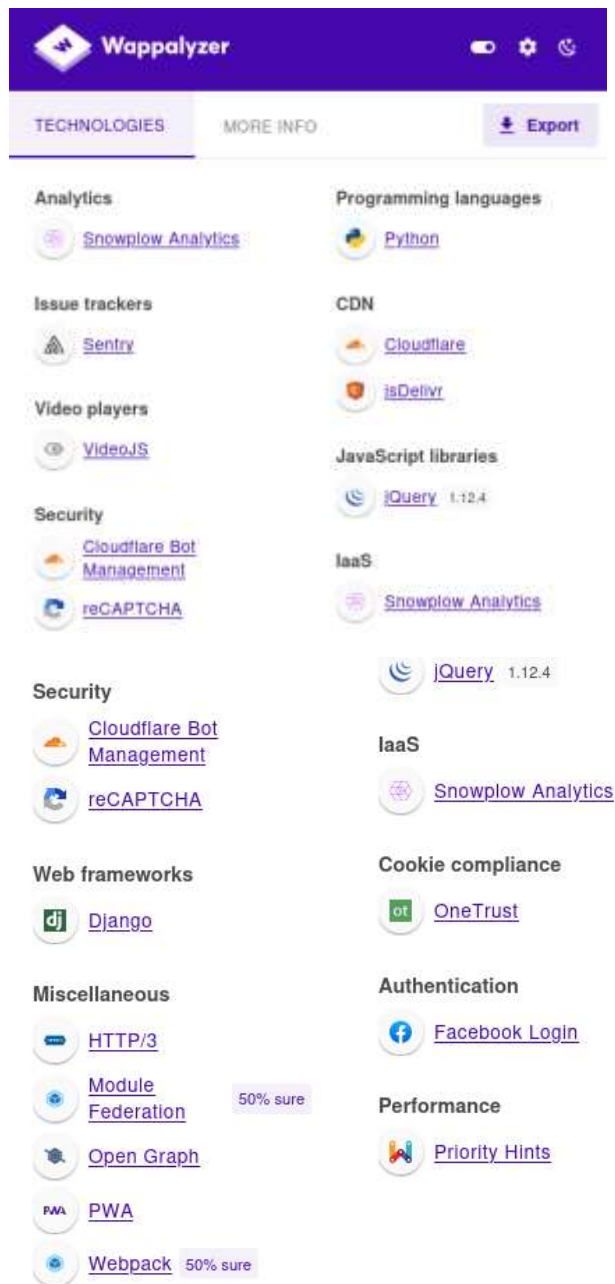 Wappalyzer
TECHNOLOGIES
MORE INFO
Export
Analytics
Snowplow Analytics
Issue trackers
Sentry
Video players
VideoJS
Security
Cloudflare Bot
Management
reCAPTCHA
Programming languages
Python
CDN
Cloudflare
jsDelivr
JavaScript libraries
jQuery 1.12.4
IaaS
Snowplow Analytics
Security
Cloudflare Bot
Management
reCAPTCHA
Web frameworks
dj
Django
Miscellaneous
HTTP/3
Module
Federation
50% sure
Open Graph
PWA
PWA
Webpack 50% sure
jQuery 1.12.4
IaaS
Snowplow Analytics
Cookie compliance
ot
OneTrust
Authentication
Facebook Login
Performance
Priority Hints